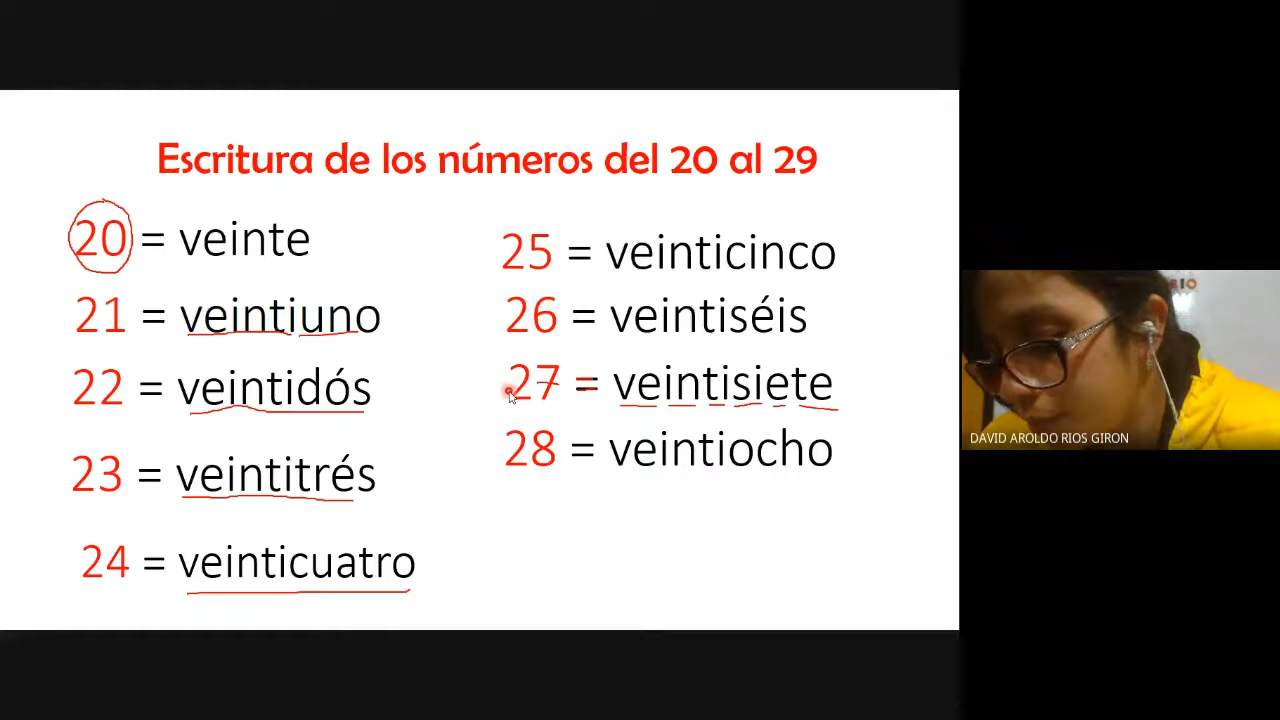 Escritura de los números del 20 al 29
20 = veinte
21 = veintiuno
22 = veintidós
23 = veintitrés
24 = veinticuatro
25 = veinticinco
26 = veintiséis
27 = veintisiete
28 = veintiocho
RIO
DAVID AROLDO RIOS GIRON